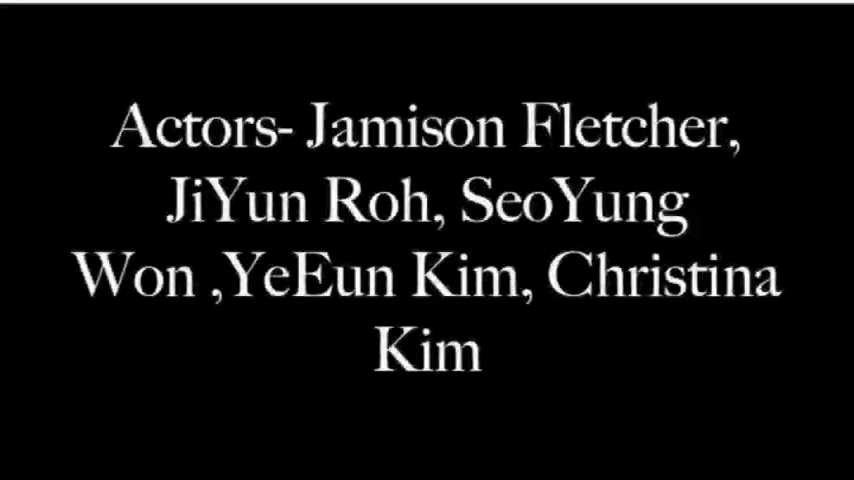 Actors- Jamison Fletcher,
JiYun Roh, SeoYung
Won ,YeEun Kim, Christina
Kim